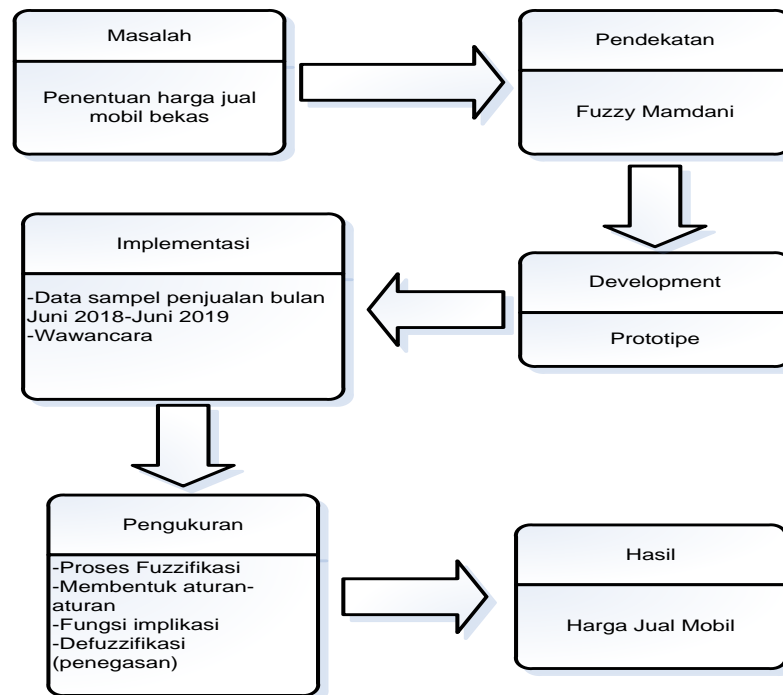 Masalah
Penentuan harga jual
mobil bekas
Pendekatan
Fuzzy Mamdani
Development
Prototipe
Implementasi
-Data sampel penjualan bulan
Juni 2018-Juni 2019
-Wawancara
Pengukuran
-Proses Fuzzifikasi
-Membentuk aturan-
aturan
-Fungsi implikasi
-Defuzzifikasi
(penegasan)
Hasil
Harga Jual Mobil